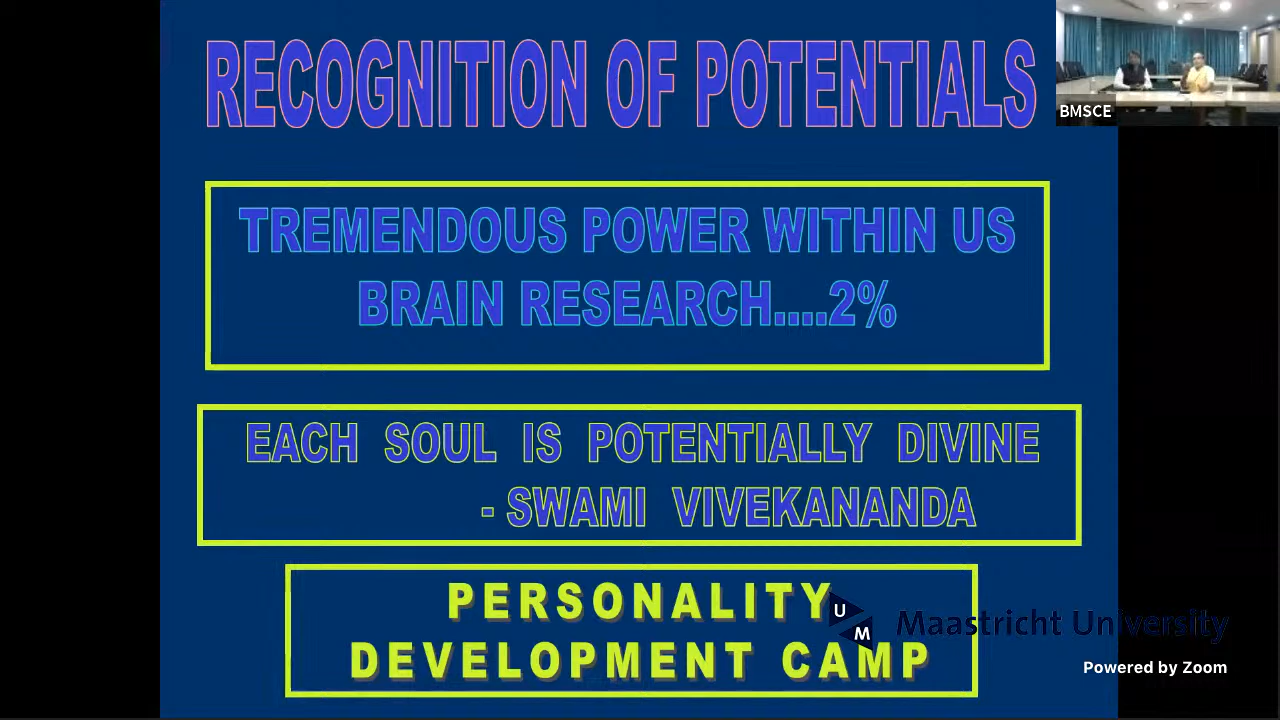 RECOGNITION OF POTENTIALS
BMSCE
TREMENDOUS POWER WITHIN US
BRAIN RESEARCH....2%
EACH SOUL IS POTENTIALLY DIVINE
- SWAMI VIVEKANANDA
PERSONALITY
DEVELOPMENT CAMP
U
M
Maastricht University
Powered by Zoom